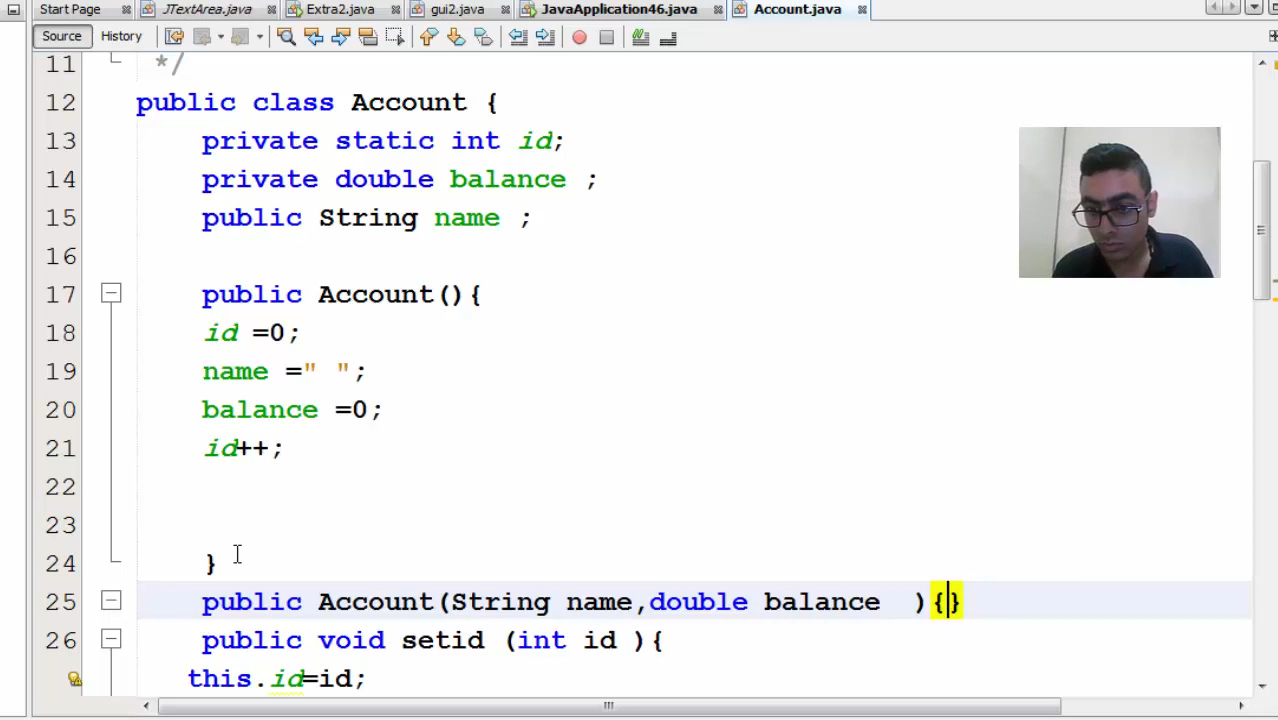 Start Page JTextArea.java Extra2.java gui2.java JavaApplication46.java Account.java
Source History
11 */
12 public class Account {
13 private static int id;
14 private double balance ;
15 public String name ;
16
17 public Account(){
18 id =0;
19 name =" ";
20 balance =0;
21 id++;
22
23
24 }
25 public Account(String name,double balance  ){}
26 public void setid (int id ){
this.id=id;